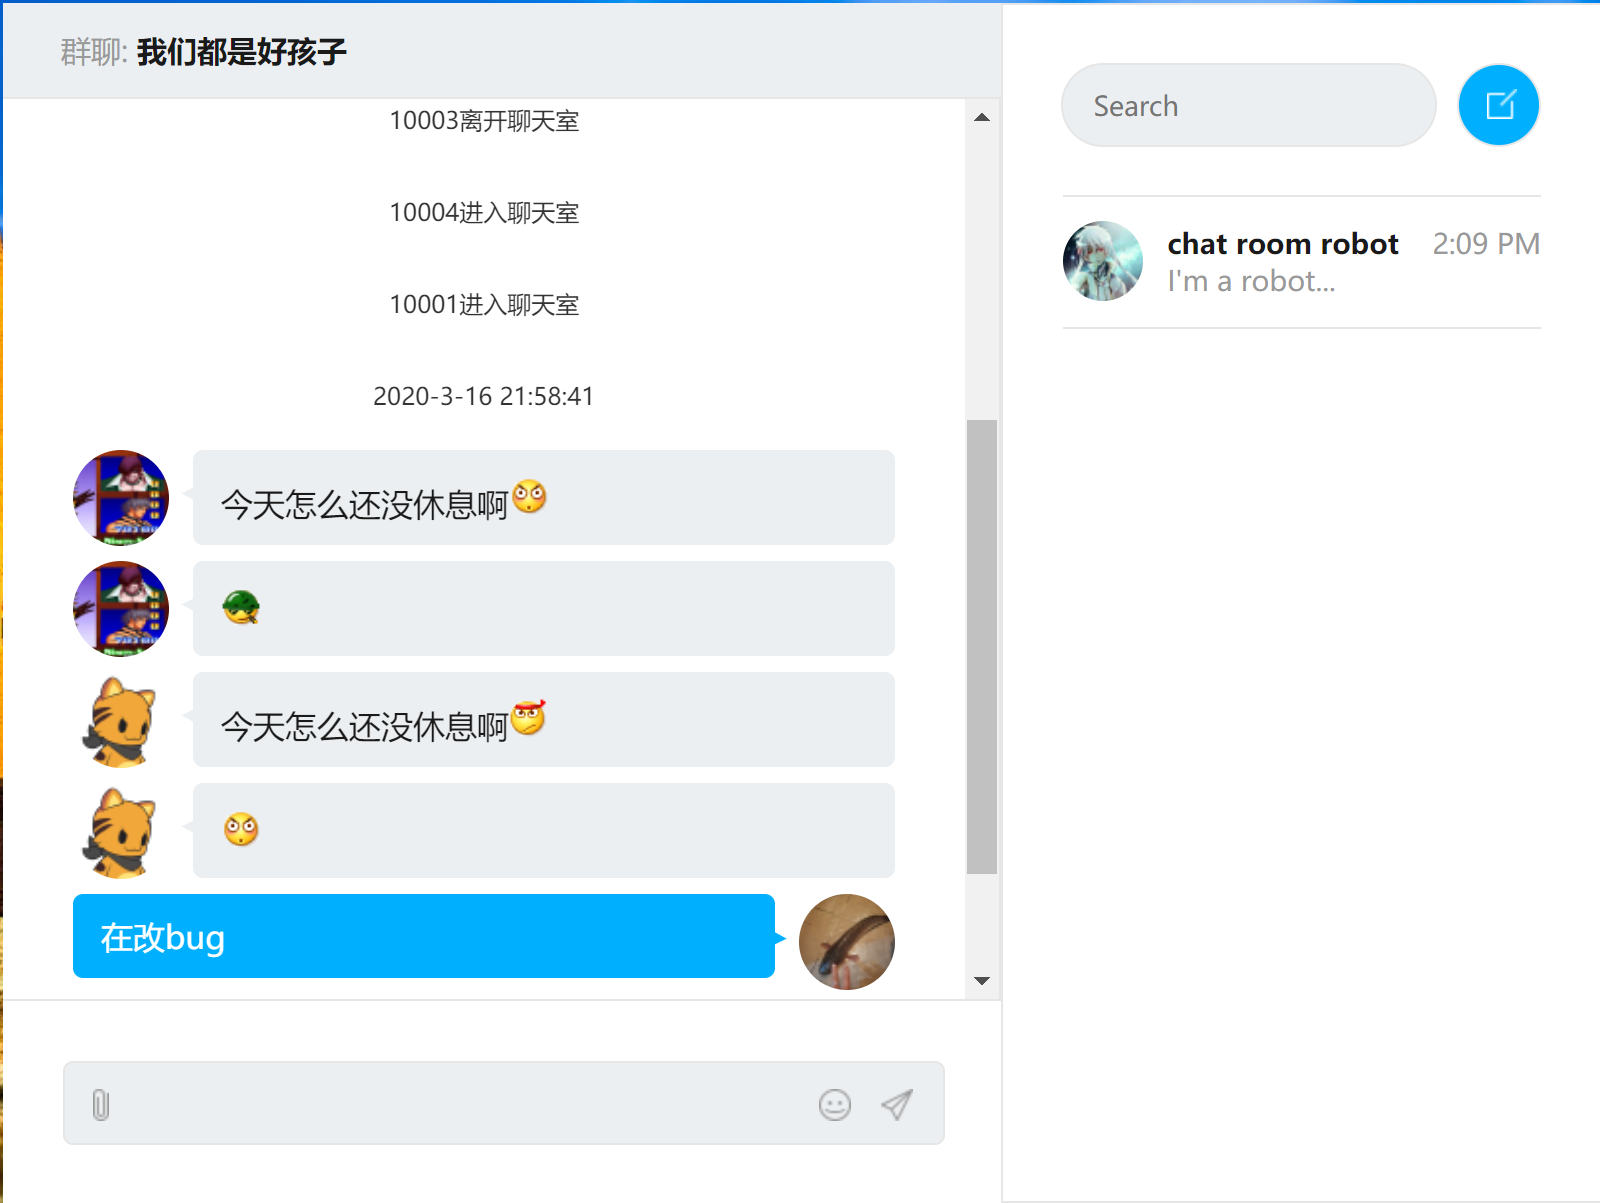 群聊: 我们都是好孩子
10003离开聊天室
10004进入聊天室
10001进入聊天室
2020-3-16 21:58:41
今天怎么还没休息啊
今天怎么还没休息啊
在改bug
Search
chat room robot 2:09 PM
I'm a robot...